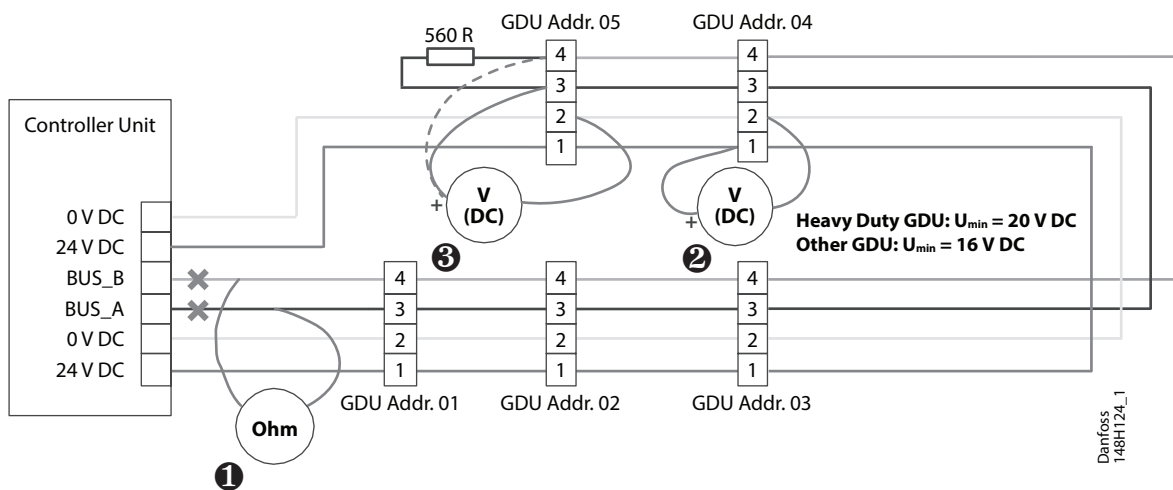 GDU Addr. 05
GDU Addr. 04
560 R
4
3
2
1
4
3
2
1
Controller Unit
0 V DC
24 V DC
BUS_B
BUS_A
0 V DC
24 V DC
V
(DC)
+
❸
V
(DC)
+
❷
Heavy Duty GDU: Umin = 20 V DC
Other GDU: Umin = 16 V DC
4
3
2
1
4
3
2
1
4
3
2
1
GDU Addr. 01
GDU Addr. 02
GDU Addr. 03
Ohm
❶
Danfoss
148H124_1